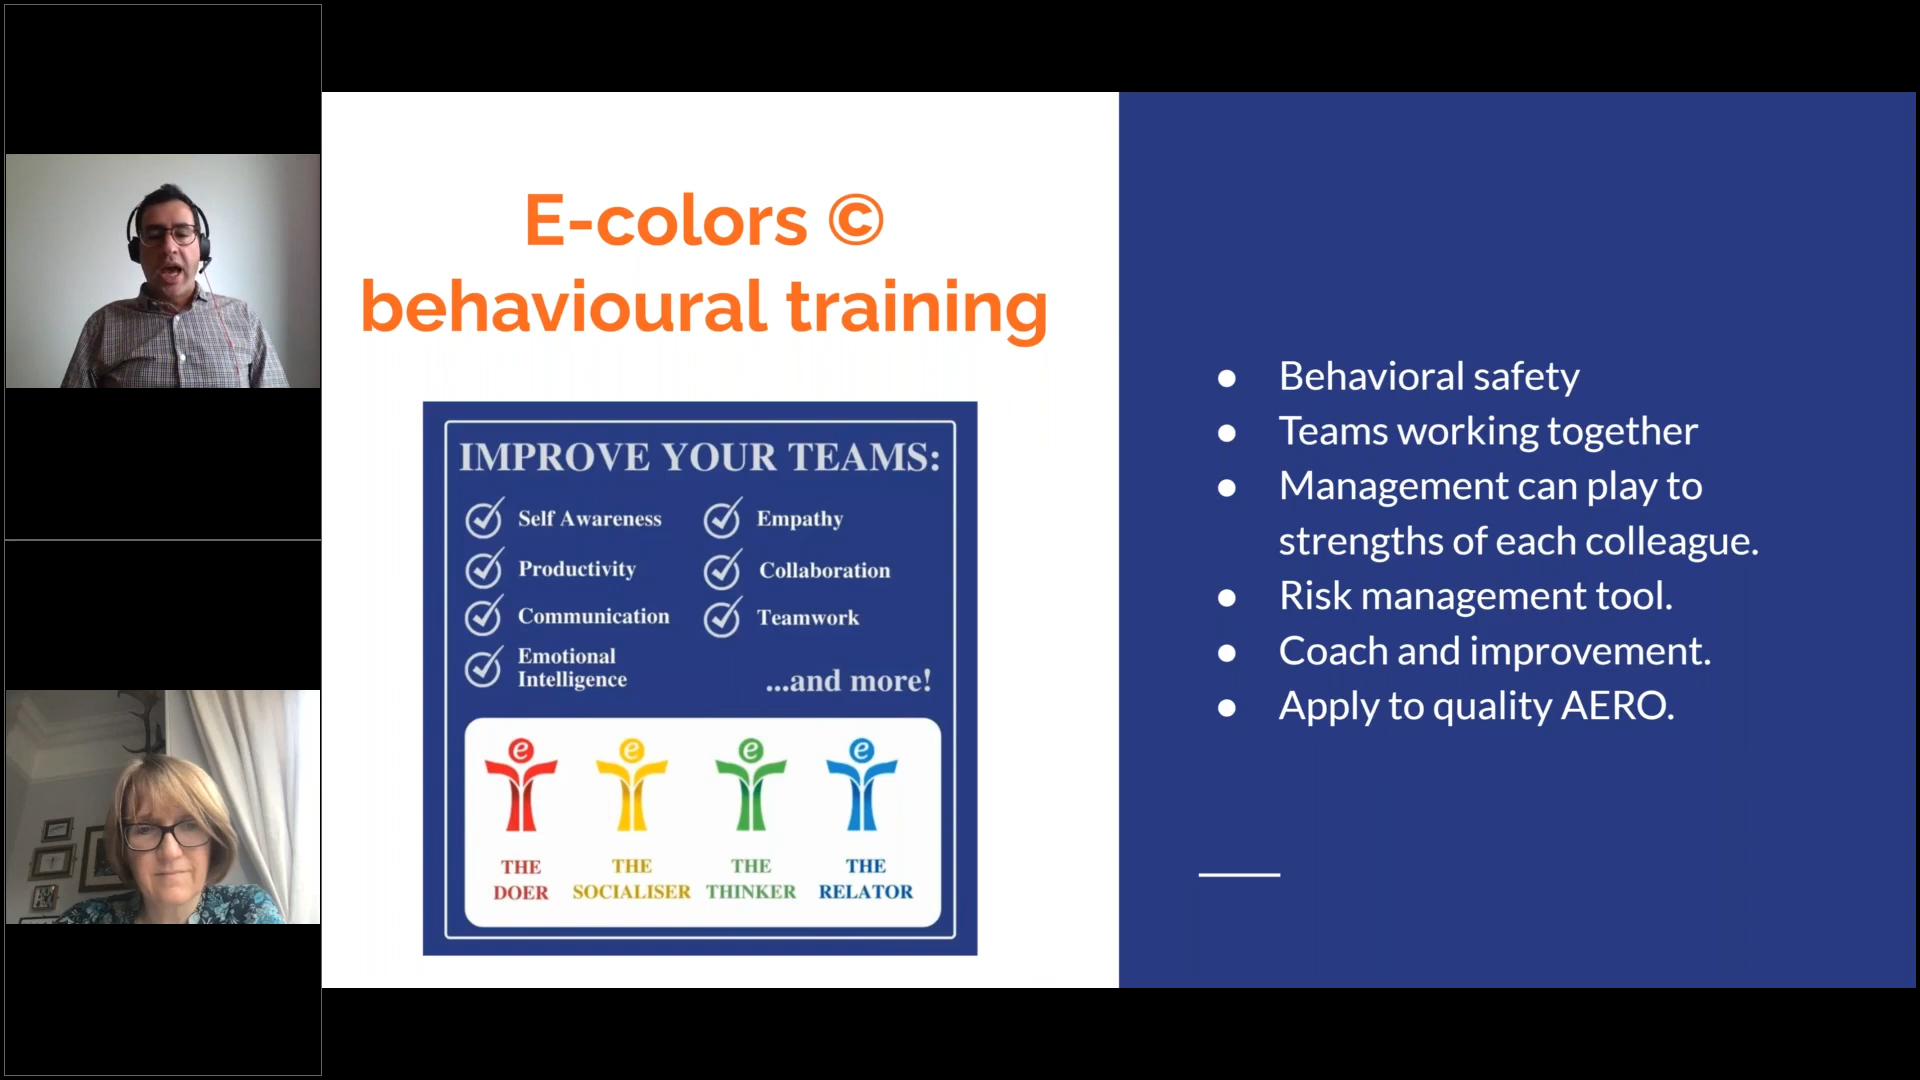 E-colors ©
behavioural training
IMPROVE YOUR TEAMS:
Self Awareness
Empathy
Productivity
Collaboration
Communication
Teamwork
Emotional
Intelligence
...and more!
e e e e
THE DOER
THE SOCIALISER
THE THINKER
THE RELATOR
● Behavioral safety
● Teams working together
● Management can play to
strengths of each colleague.
● Risk management tool.
● Coach and improvement.
● Apply to quality AERO.